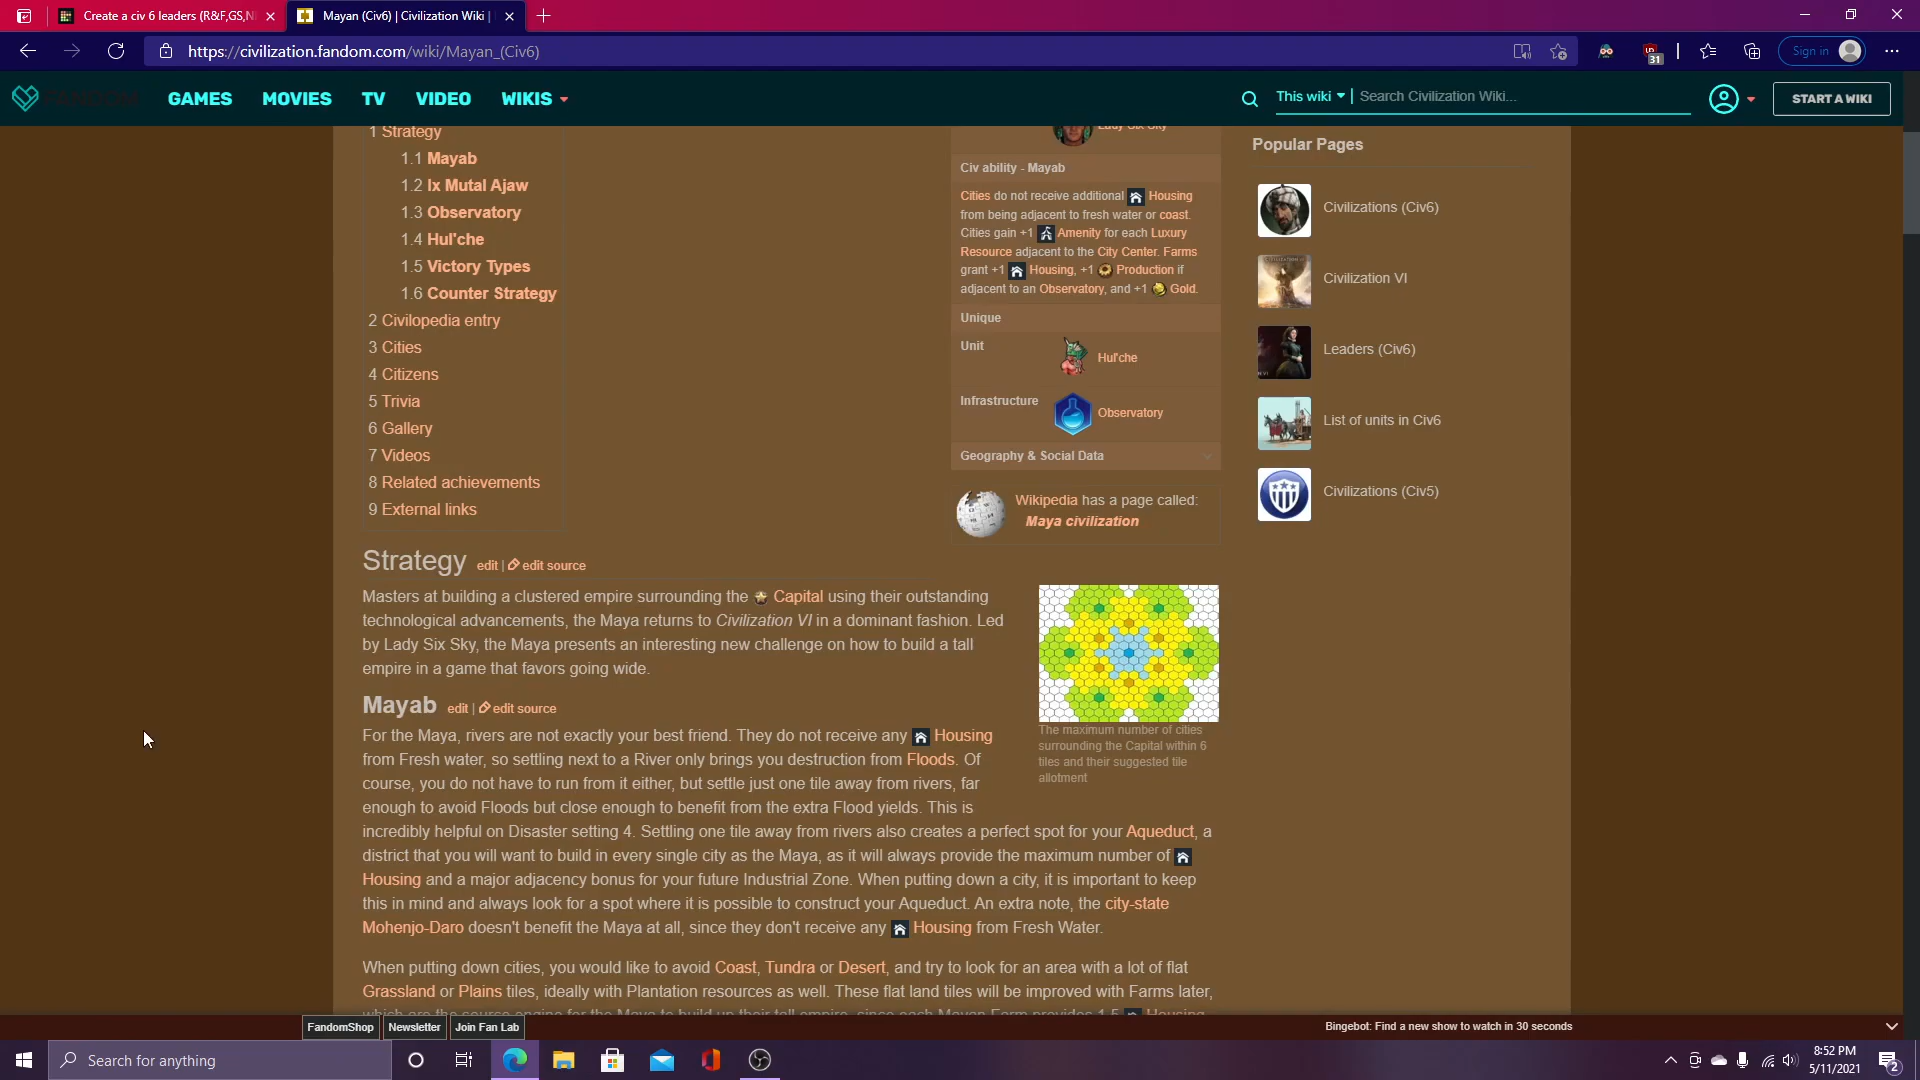 Create a civ 6 leaders (R&F,GS,N
Mayan (Civ6) | Civilization Wiki |
https://civilization.fandom.com/wiki/Mayan_(Civ6)
31
Sign in
GAMES MOVIES TV VIDEO WIKIS
This wiki | Search Civilization Wiki...
START A WIKI
1 Strategy
1.1 Mayab
1.2 Ix Mutal Ajaw
1.3 Observatory
1.4 Hul'che
1.5 Victory Types
1.6 Counter Strategy
2 Civilopedia entry
3 Cities
4 Citizens
5 Trivia
6 Gallery
7 Videos
8 Related achievements
9 External links
Lady Six Sky
Civ ability - Mayab
Cities do not receive additional Housing
from being adjacent to fresh water or coast.
Cities gain +1 Amenity for each Luxury
Resource adjacent to the City Center. Farms
grant +1 Housing, +1 Production if
adjacent to an Observatory, and +1 Gold.
Unique
Unit
Hul'che
Infrastructure
Observatory
Geography & Social Data
Wikipedia has a page called:
Maya civilization
Popular Pages
Civilizations (Civ6)
Civilization VI
Leaders (Civ6)
List of units in Civ6
Civilizations (Civ5)
Strategy edit | edit source
Masters at building a clustered empire surrounding the Capital using their outstanding
technological advancements, the Maya returns to Civilization VI in a dominant fashion. Led
by Lady Six Sky, the Maya presents an interesting new challenge on how to build a tall
empire in a game that favors going wide.
The maximum number of cities
surrounding the Capital within 6
tiles and their suggested tile
allotment
Mayab edit | edit source
For the Maya, rivers are not exactly your best friend. They do not receive any Housing
from Fresh water, so settling next to a River only brings you destruction from Floods. Of
course, you do not have to run from it either, but settle just one tile away from rivers, far
enough to avoid Floods but close enough to benefit from the extra Flood yields. This is
incredibly helpful on Disaster setting 4. Settling one tile away from rivers also creates a perfect spot for your Aqueduct, a
district that you will want to build in every single city as the Maya, as it will always provide the maximum number of
Housing and a major adjacency bonus for your future Industrial Zone. When putting down a city, it is important to keep
this in mind and always look for a spot where it is possible to construct your Aqueduct. An extra note, the city-state
Mohenjo-Daro doesn't benefit the Maya at all, since they don't receive any Housing from Fresh Water.
When putting down cities, you would like to avoid Coast, Tundra or Desert, and try to look for an area with a lot of flat
Grassland or Plains tiles, ideally with Plantation resources as well. These flat land tiles will be improved with Farms later,
FandomShop Newsletter Join Fan Lab
Bingebot: Find a new show to watch in 30 seconds
Search for anything
8:52 PM
5/11/2021
2